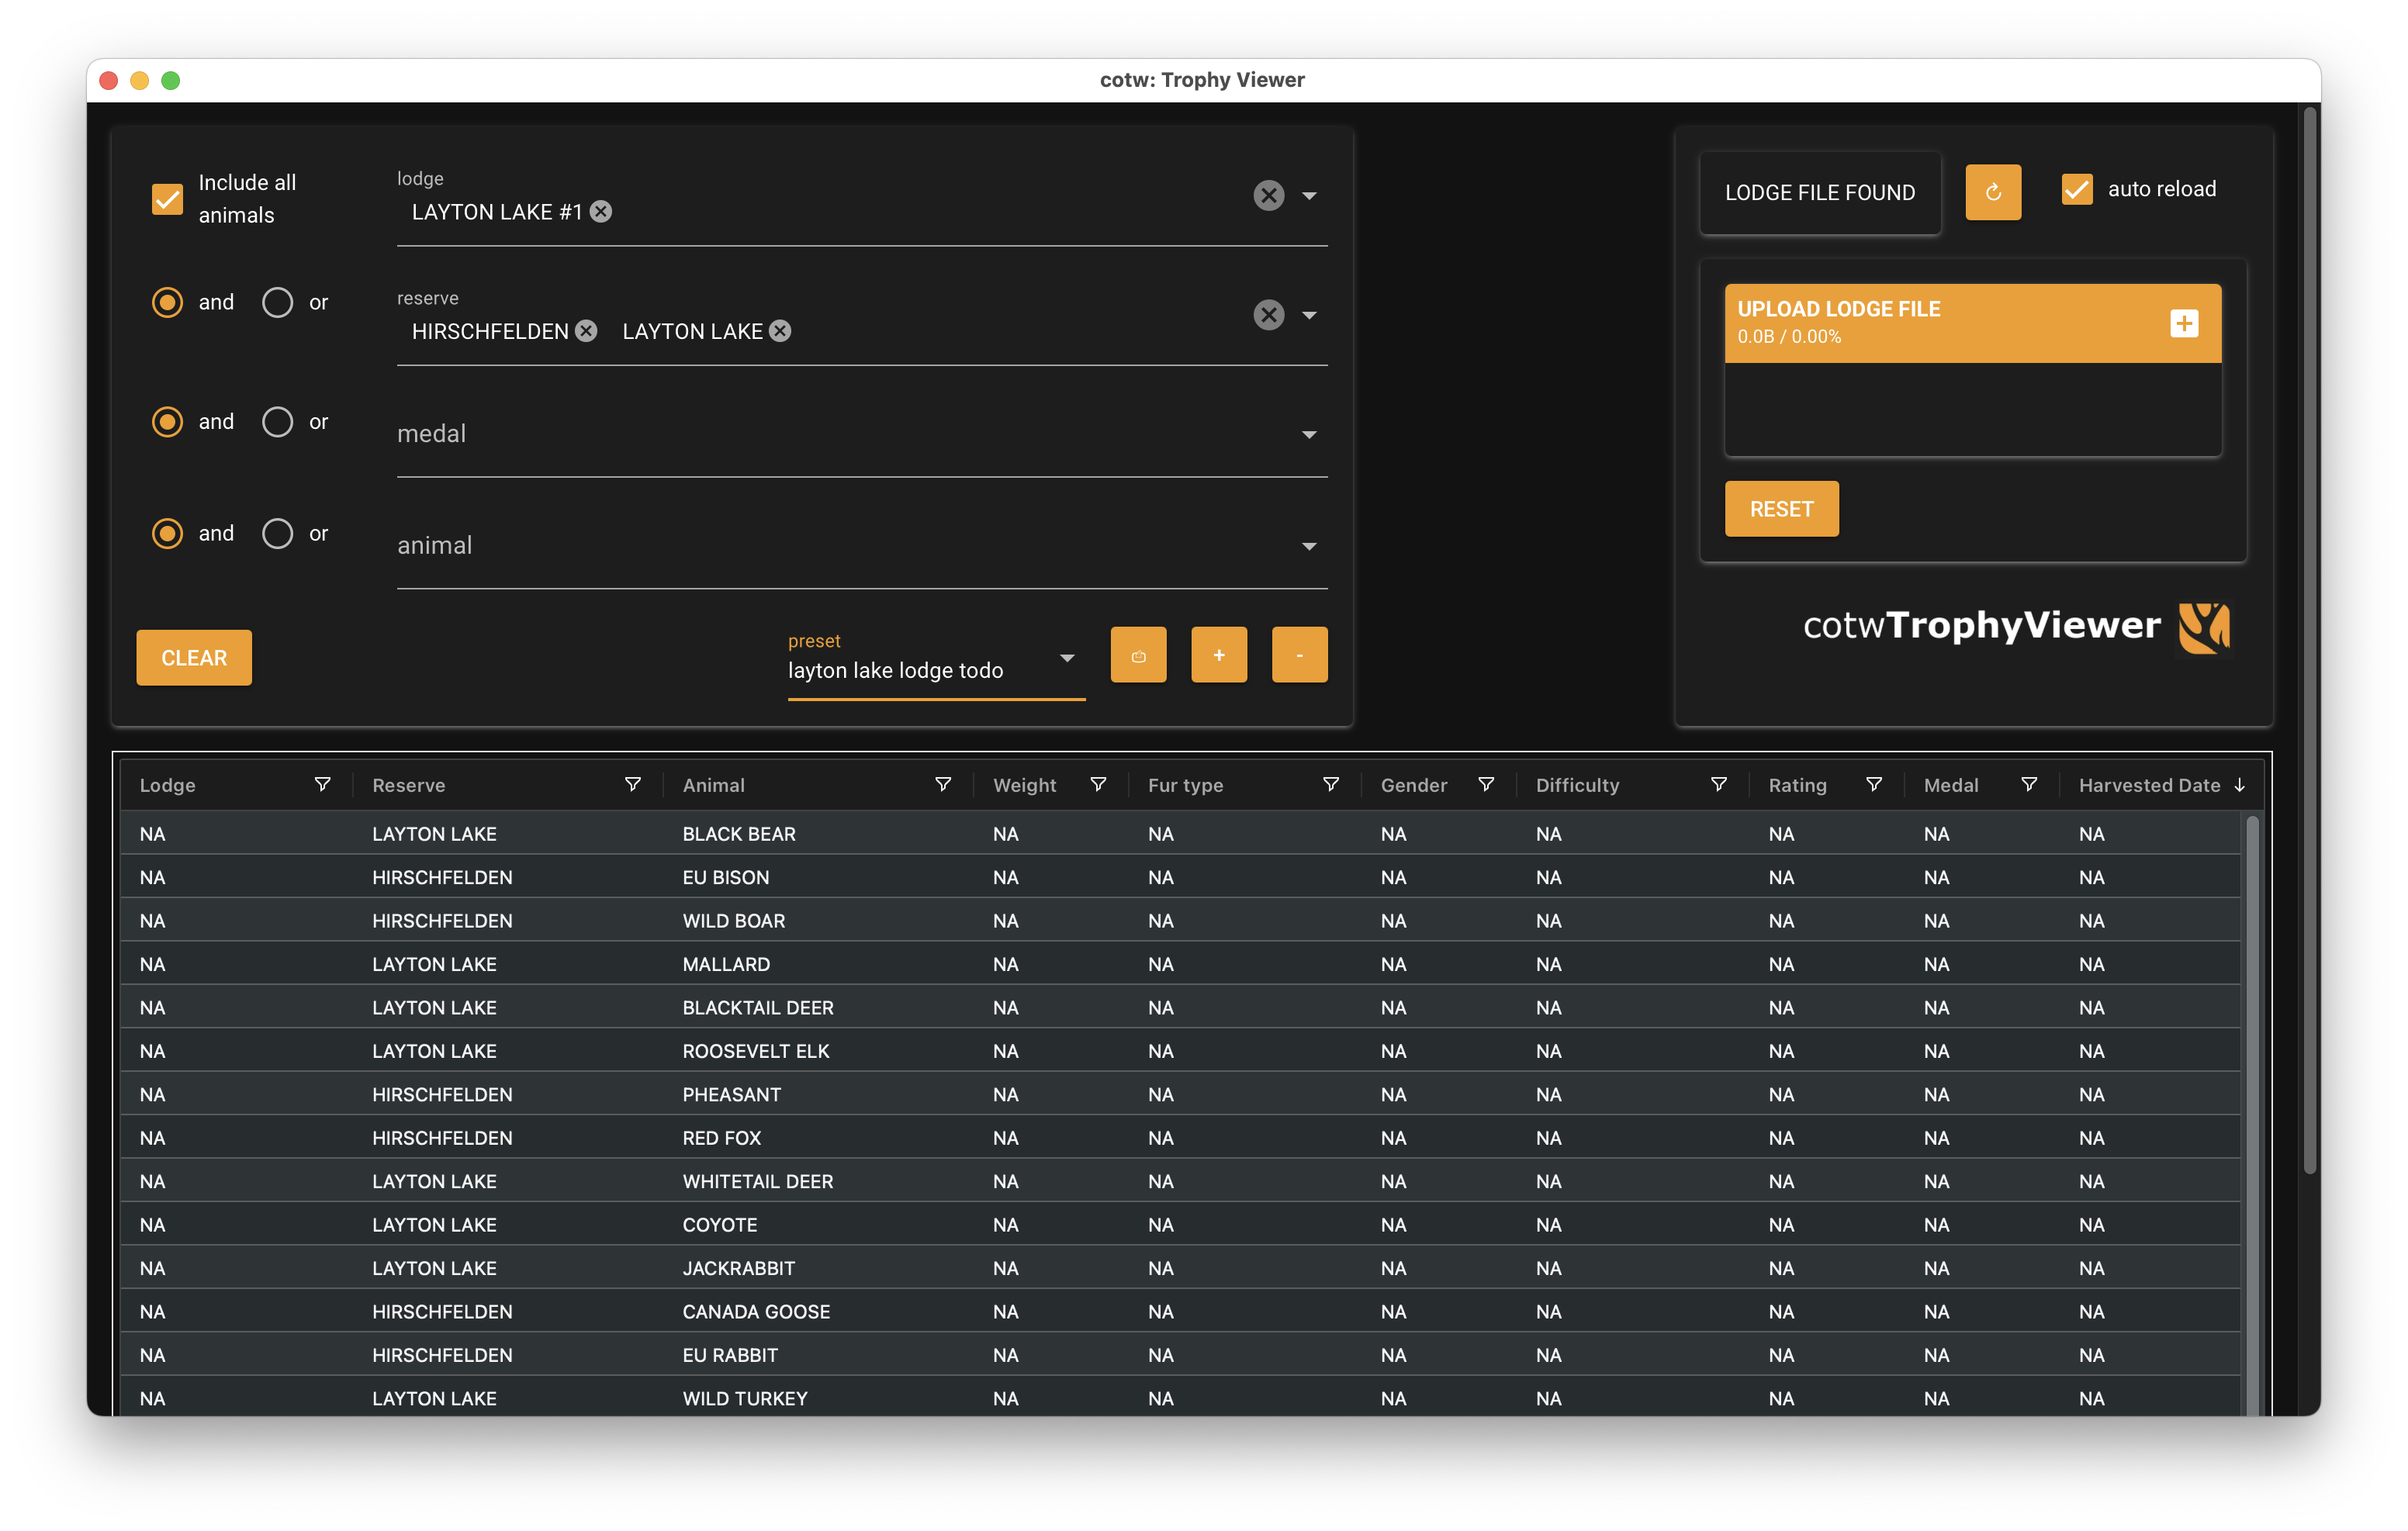 cotw: Trophy Viewer
Include all
animals
lodge
LAYTON LAKE #1
and or
reserve
HIRSCHFELDEN LAYTON LAKE
and or
medal
and or
animal
CLEAR
preset
layton lake lodge todo
+
-
LODGE FILE FOUND
auto reload
UPLOAD LODGE FILE
0.0B / 0.00%
RESET
cotwTrophyViewer
Lodge Reserve Animal Weight Fur type Gender Difficulty Rating Medal Harvested Date
NA LAYTON LAKE BLACK BEAR NA NA NA NA NA NA NA
NA HIRSCHFELDEN EU BISON NA NA NA NA NA NA NA
NA HIRSCHFELDEN WILD BOAR NA NA NA NA NA NA NA
NA LAYTON LAKE MALLARD NA NA NA NA NA NA NA
NA LAYTON LAKE BLACKTAIL DEER NA NA NA NA NA NA NA
NA LAYTON LAKE ROOSEVELT ELK NA NA NA NA NA NA NA
NA HIRSCHFELDEN PHEASANT NA NA NA NA NA NA NA
NA HIRSCHFELDEN RED FOX NA NA NA NA NA NA NA
NA LAYTON LAKE WHITETAIL DEER NA NA NA NA NA NA NA
NA LAYTON LAKE COYOTE NA NA NA NA NA NA NA
NA LAYTON LAKE JACKRABBIT NA NA NA NA NA NA NA
NA HIRSCHFELDEN CANADA GOOSE NA NA NA NA NA NA NA
NA HIRSCHFELDEN EU RABBIT NA NA NA NA NA NA NA
NA LAYTON LAKE WILD TURKEY NA NA NA NA NA NA NA